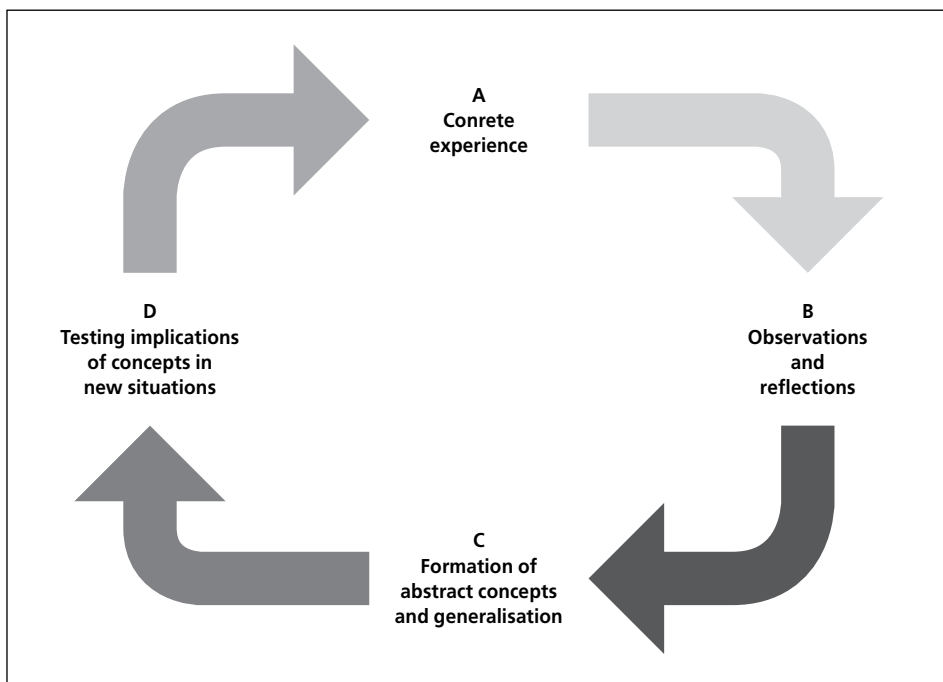 A
Conrete
experience
B
Observations
and
reflections
C
Formation of
abstract concepts
and generalisation
D
Testing implications
of concepts in
new situations